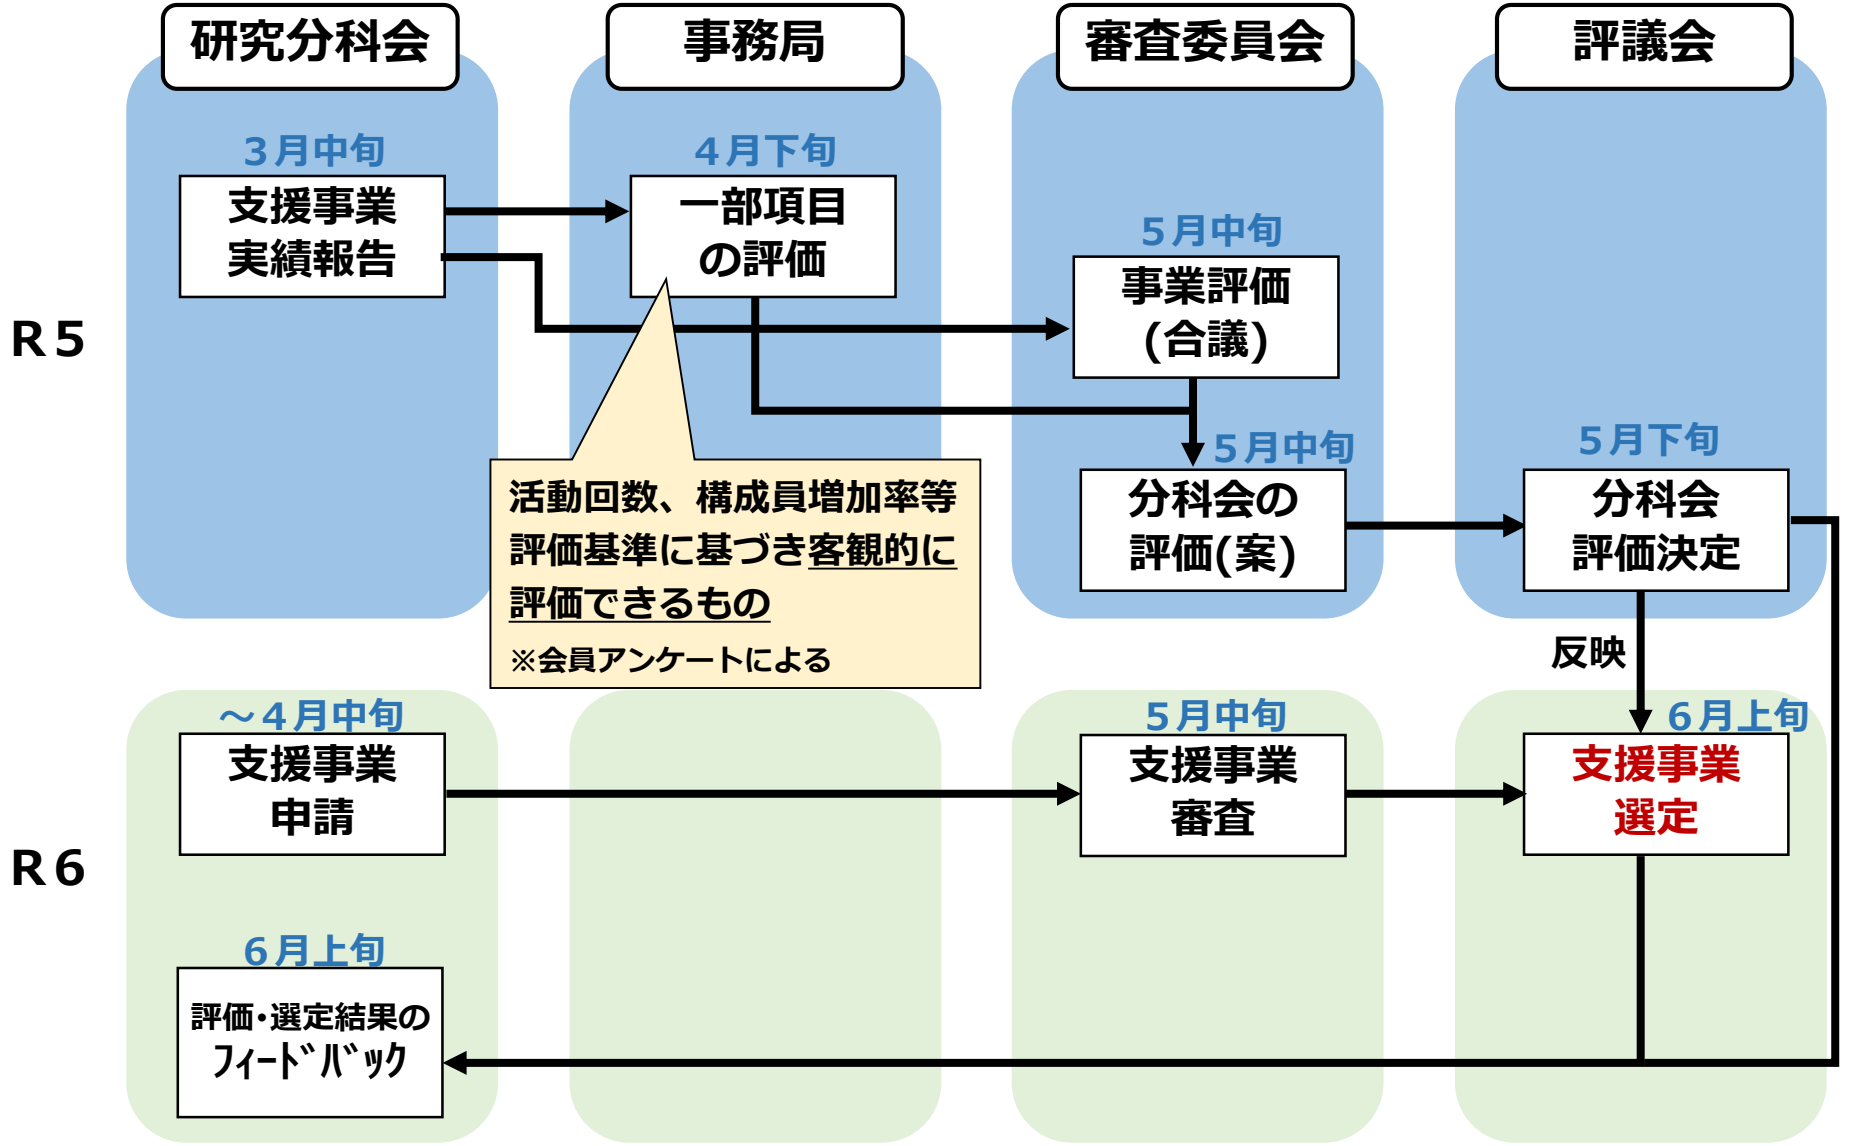 研究分科会
事務局
審査委員会
評議会
R5
３月中旬
支援事業
実績報告
４月下旬
一部項目
の評価
５月中旬
事業評価
(合議)
活動回数、構成員増加率等
評価基準に基づき客観的に
評価できるもの
※会員アンケートによる
５月中旬
分科会の
評価(案)
５月下旬
分科会
評価決定
反映
R6
～４月中旬
支援事業
申請
５月中旬
支援事業
審査
６月上旬
支援事業
選定
６月上旬
評価・選定結果の
ﾌｨｰﾄﾞﾊﾞｯｸ